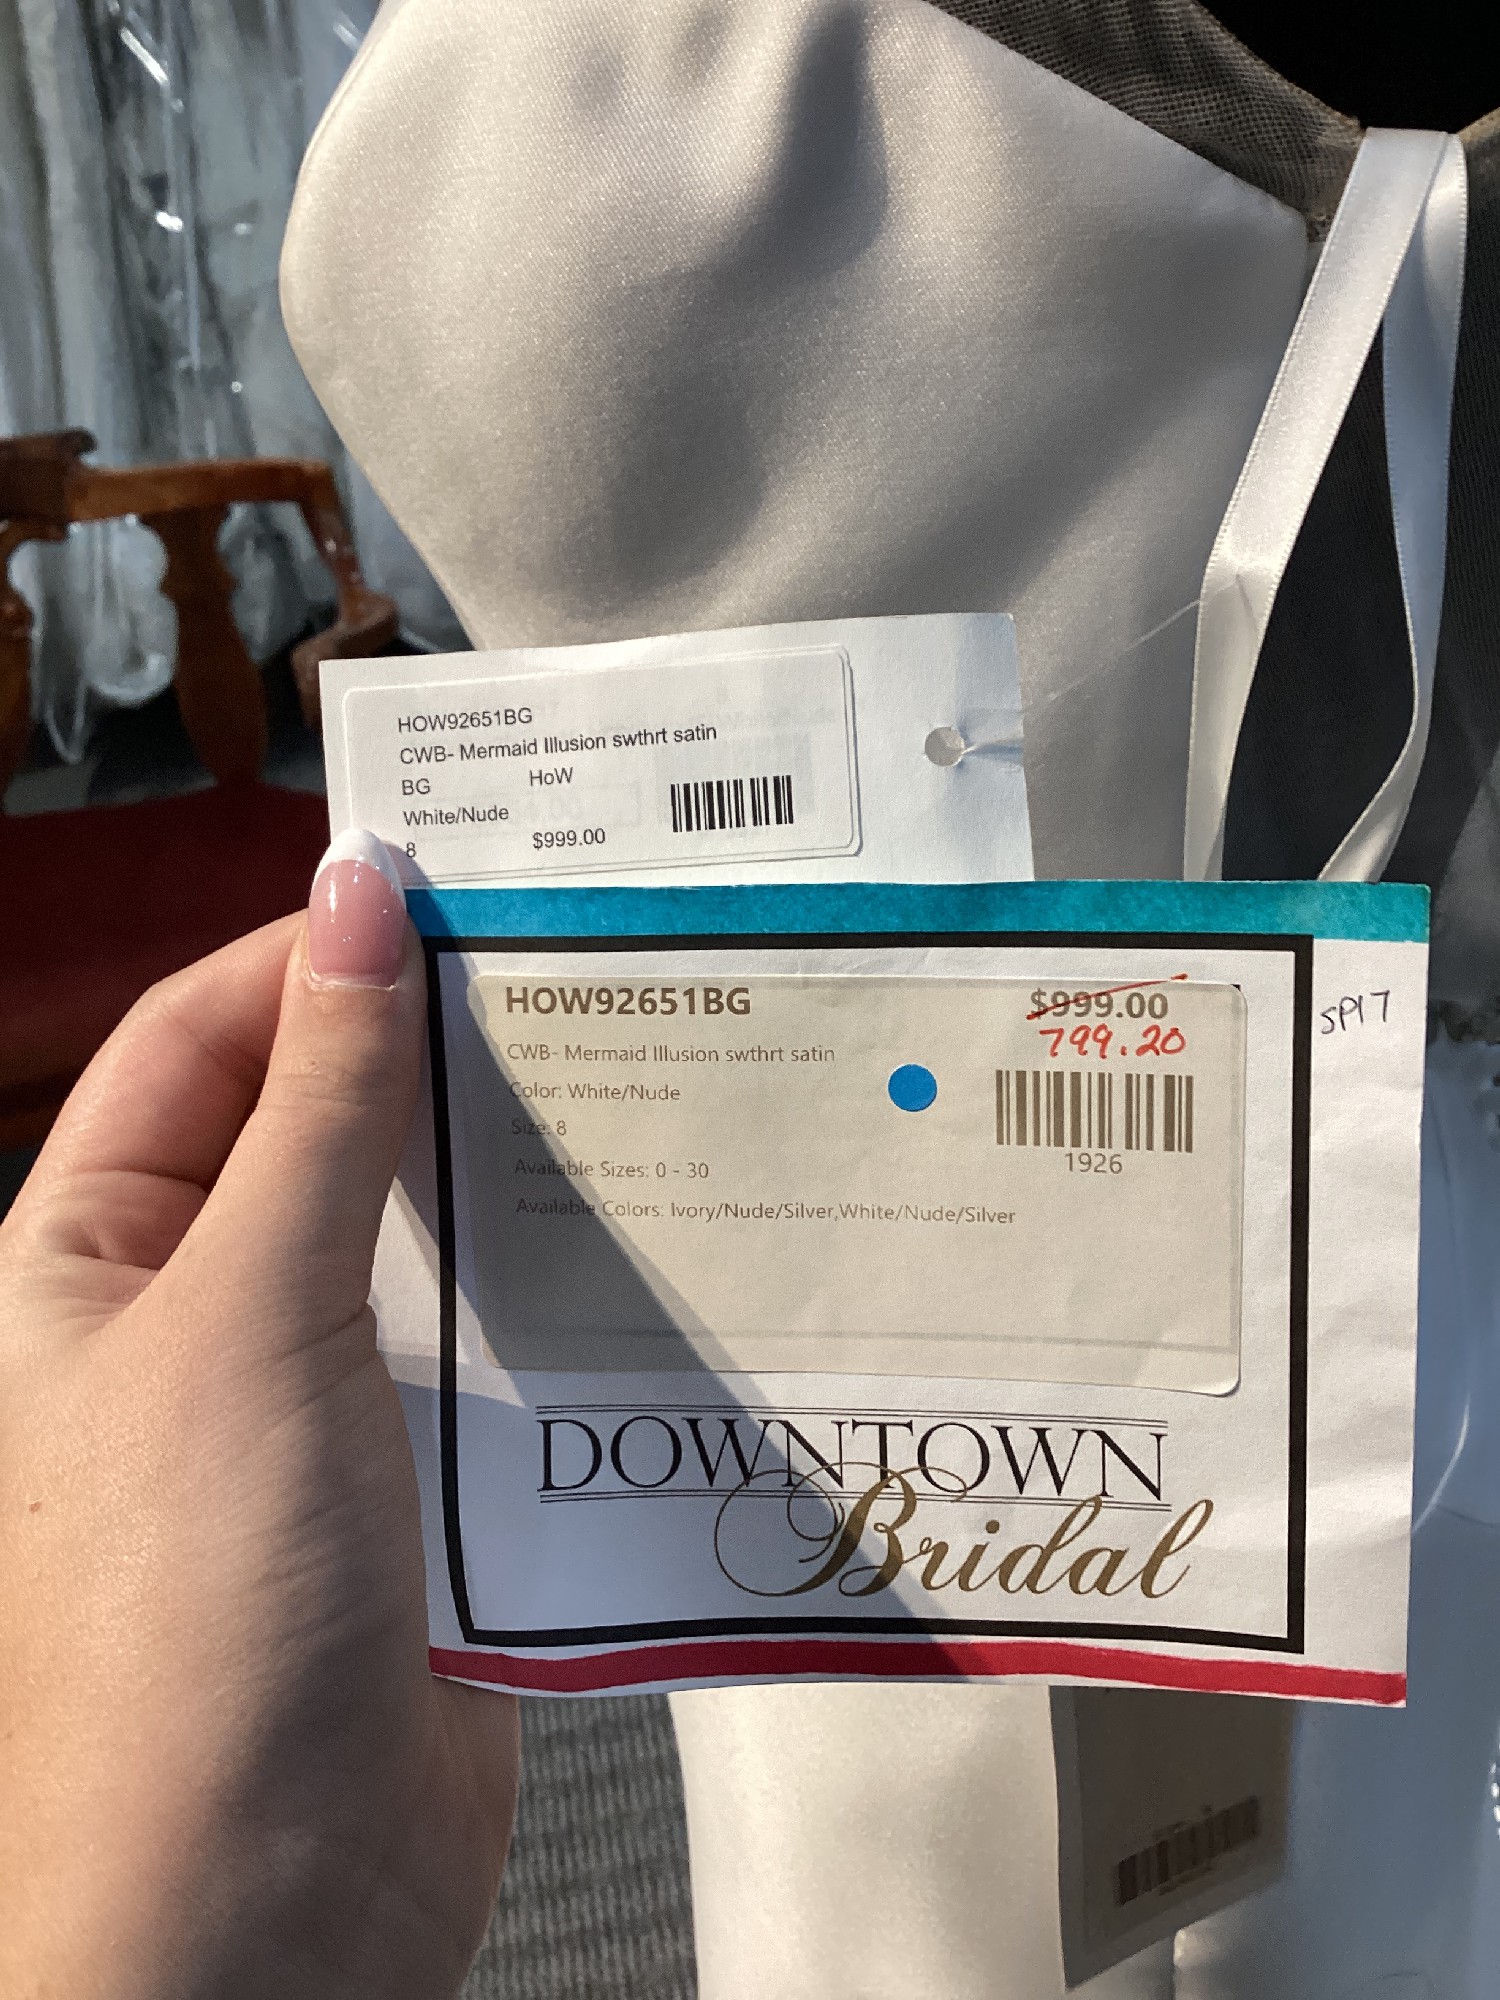 HOW92651BG
CWB- Mermaid Illusion swthrt satin
BG HoW
White/Nude
8 $999.00
HOW92651BG $999.00
799.20
SP17
CWB- Mermaid Illusion swthrt satin
Color: White/Nude
Size: 8
1926
Available Sizes: 0 - 30
Available Colors: Ivory/Nude/Silver,White/Nude/Silver
DOWNTOWN
Bridal